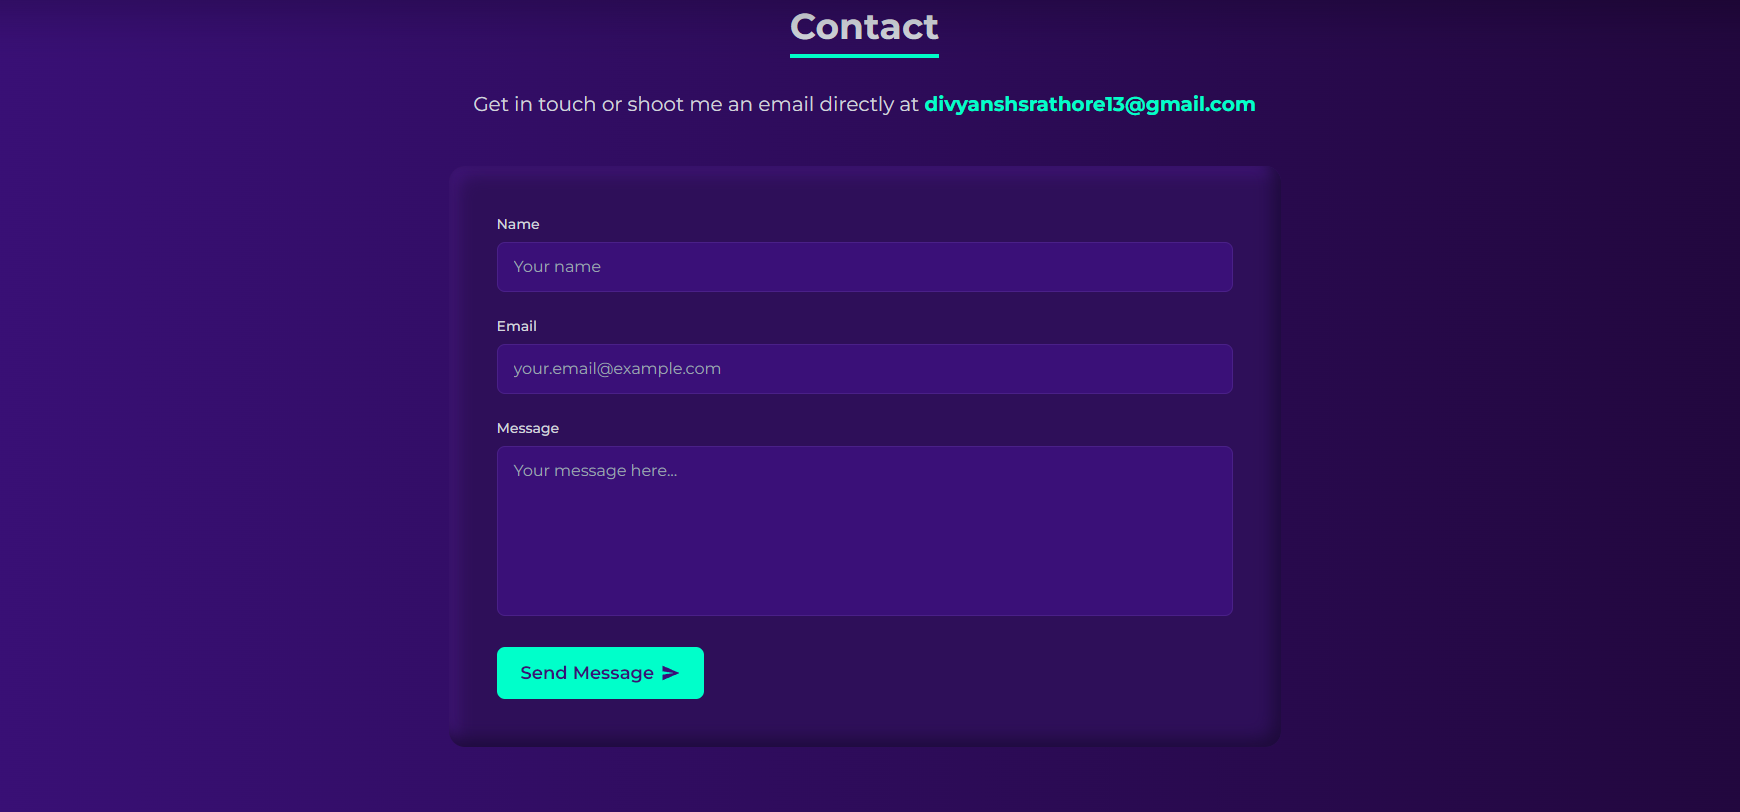 Contact
Get in touch or shoot me an email directly at divyanshsrathore13@gmail.com
Name
Your name
Email
your.email@example.com
Message
Your message here...
Send Message